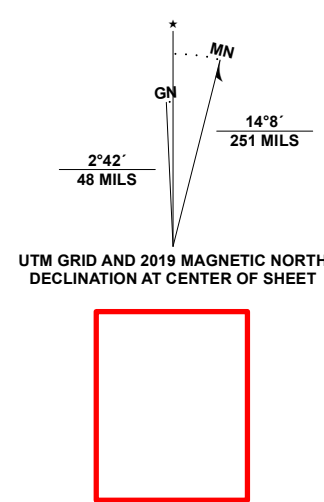 ★
MN
GN
14°8´
251 MILS
2°42´
48 MILS
UTM GRID AND 2019 MAGNETIC NORTH
DECLINATION AT CENTER OF SHEET